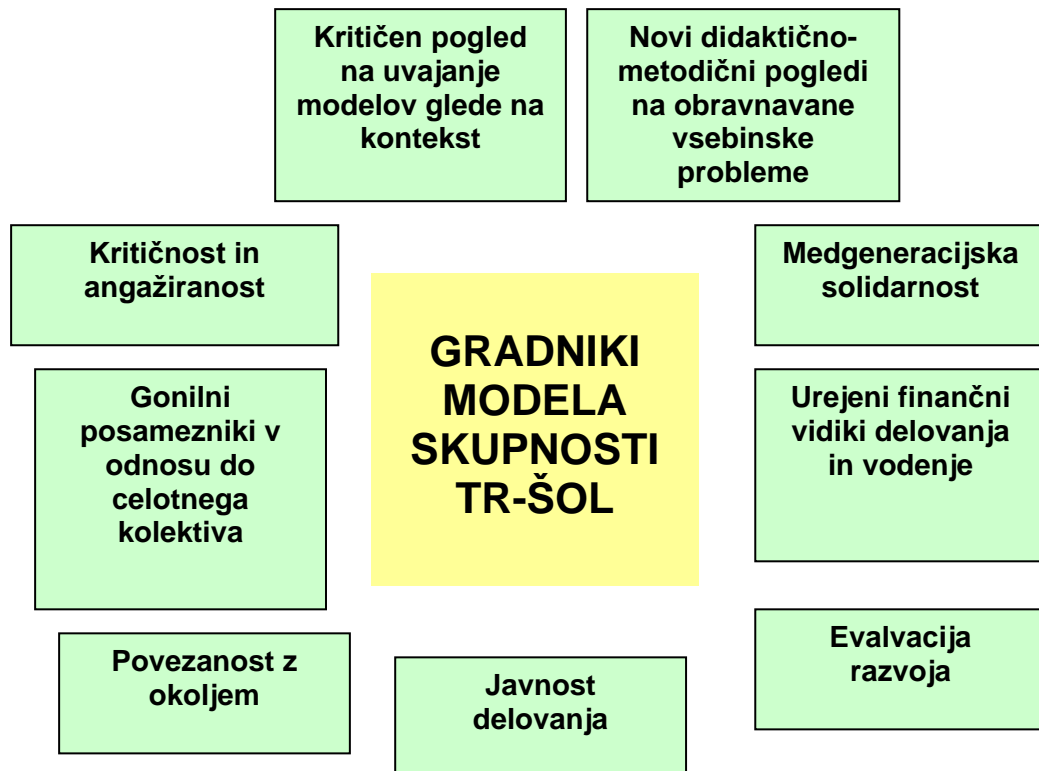 Kritičen pogled
na uvajanje
modelov glede na
kontekst
Novi didaktično-
metodični pogledi
na obravnavane
vsebinske
probleme
Kritičnost in
angažiranost
Medgeneracijska
solidarnost
GRADNIKI
MODELA
SKUPNOSTI
TR-ŠOL
Gonilni
posamezniki v
odnosu do
celotnega
kolektiva
Urejeni finančni
vidiki delovanja
in vodenje
Povezanost z
okoljem
Javnost
delovanja
Evalvacija
razvoja